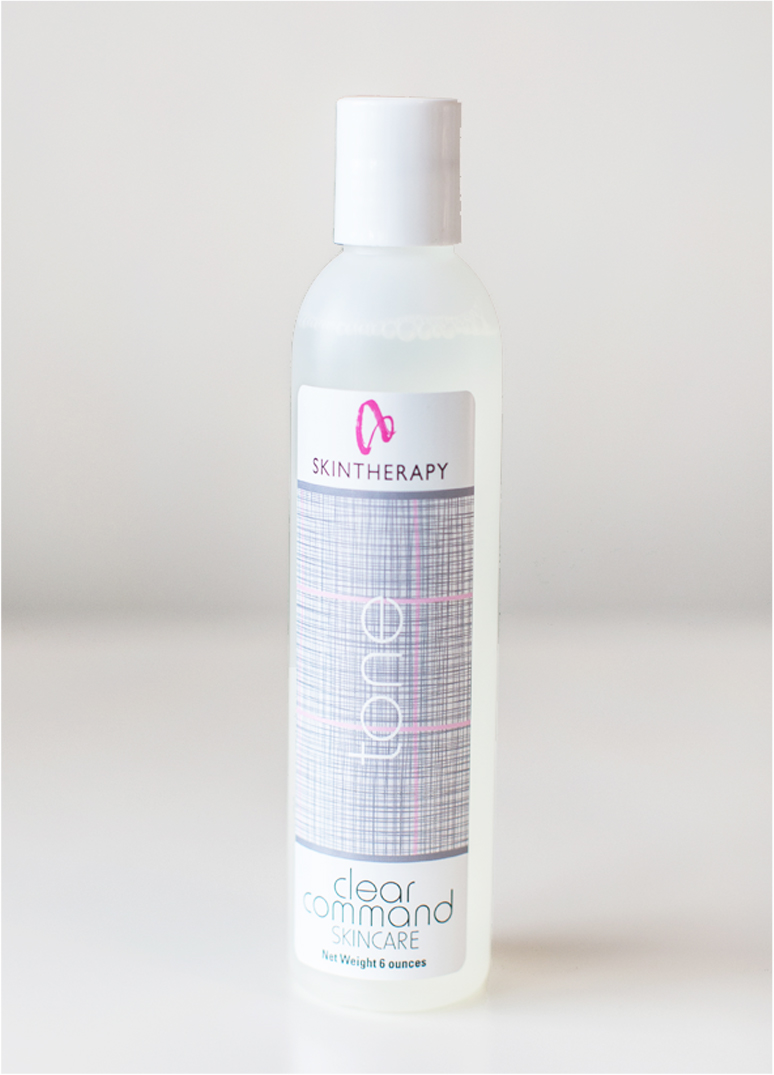 SKINTHERAPY
tone
clear
command
SKINCARE
Net Weight 6 ounces